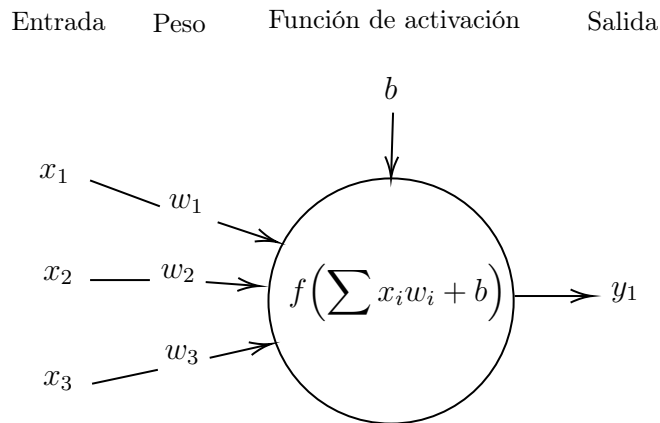 Entrada Peso Función de activación Salida
b
x₁ w₁
x₂ w₂ f(∑ xᵢwᵢ + b) y₁
w₃
x₃